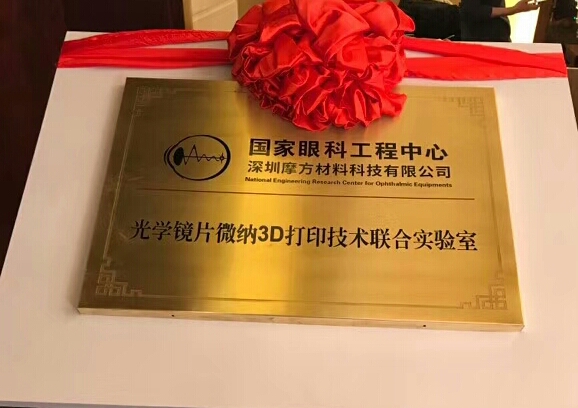 国家眼科工程中心
深圳摩方材料科技有限公司
National Engineering Research Center for Ophthalmic Equipments
光学镜片微纳3D打印技术联合实验室